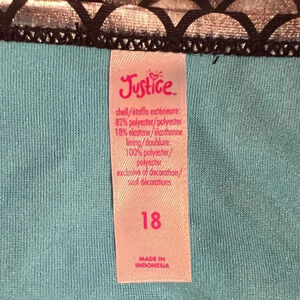 Justice
shell/étoffe extérieure:
82% polyester/polyester
18% elastane/élasthanne
lining/doublure:
100% polyester/
polyester
exclusive of decoration/
sauf décorations
18
MADE IN
INDONESIA